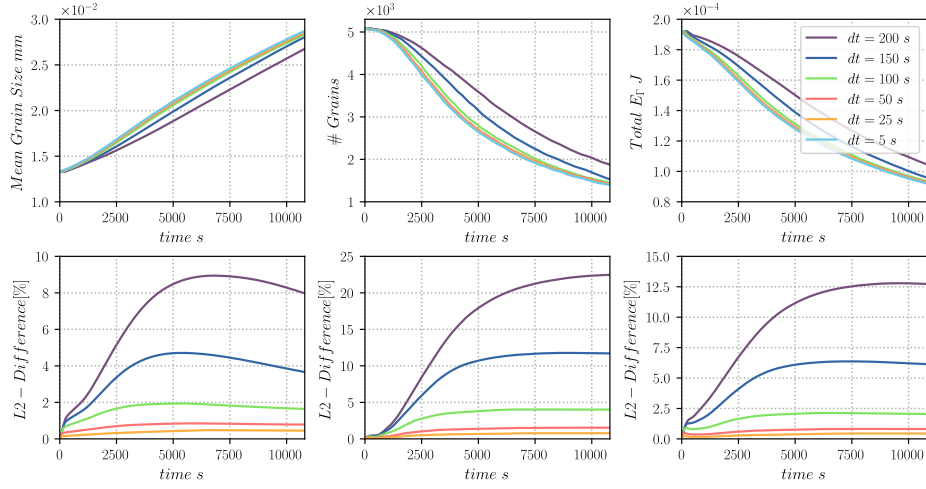 ×10⁻²
3.0
2.5
2.0
1.5
1.0
Mean Grain Size mm
0 2500 5000 7500 10000
time s
×10³
5
4
3
2
1
# Grains
0 2500 5000 7500 10000
time s
×10⁻⁴
2.0
1.8
1.6
1.4
1.2
1.0
0.8
Total E_Γ J
dt = 200 s
dt = 150 s
dt = 100 s
dt = 50 s
dt = 25 s
dt = 5 s
0 2500 5000 7500 10000
time s
10
8
6
4
2
0
L2 − Difference[%]
0 2500 5000 7500 10000
time s
25
20
15
10
5
0
L2 − Difference[%]
0 2500 5000 7500 10000
time s
15.0
12.5
10.0
7.5
5.0
2.5
0.0
L2 − Difference[%]
0 2500 5000 7500 10000
time s